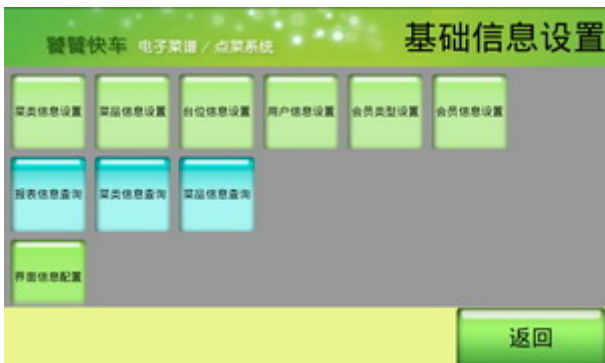 饕餮快车 电子菜谱/点菜系统 基础信息设置
菜类信息设置 菜品信息设置 台位信息设置 用户信息设置 会员类型设置 会员信息设置
报表信息查询 菜类信息查询 菜品信息查询
界面信息配置
返回